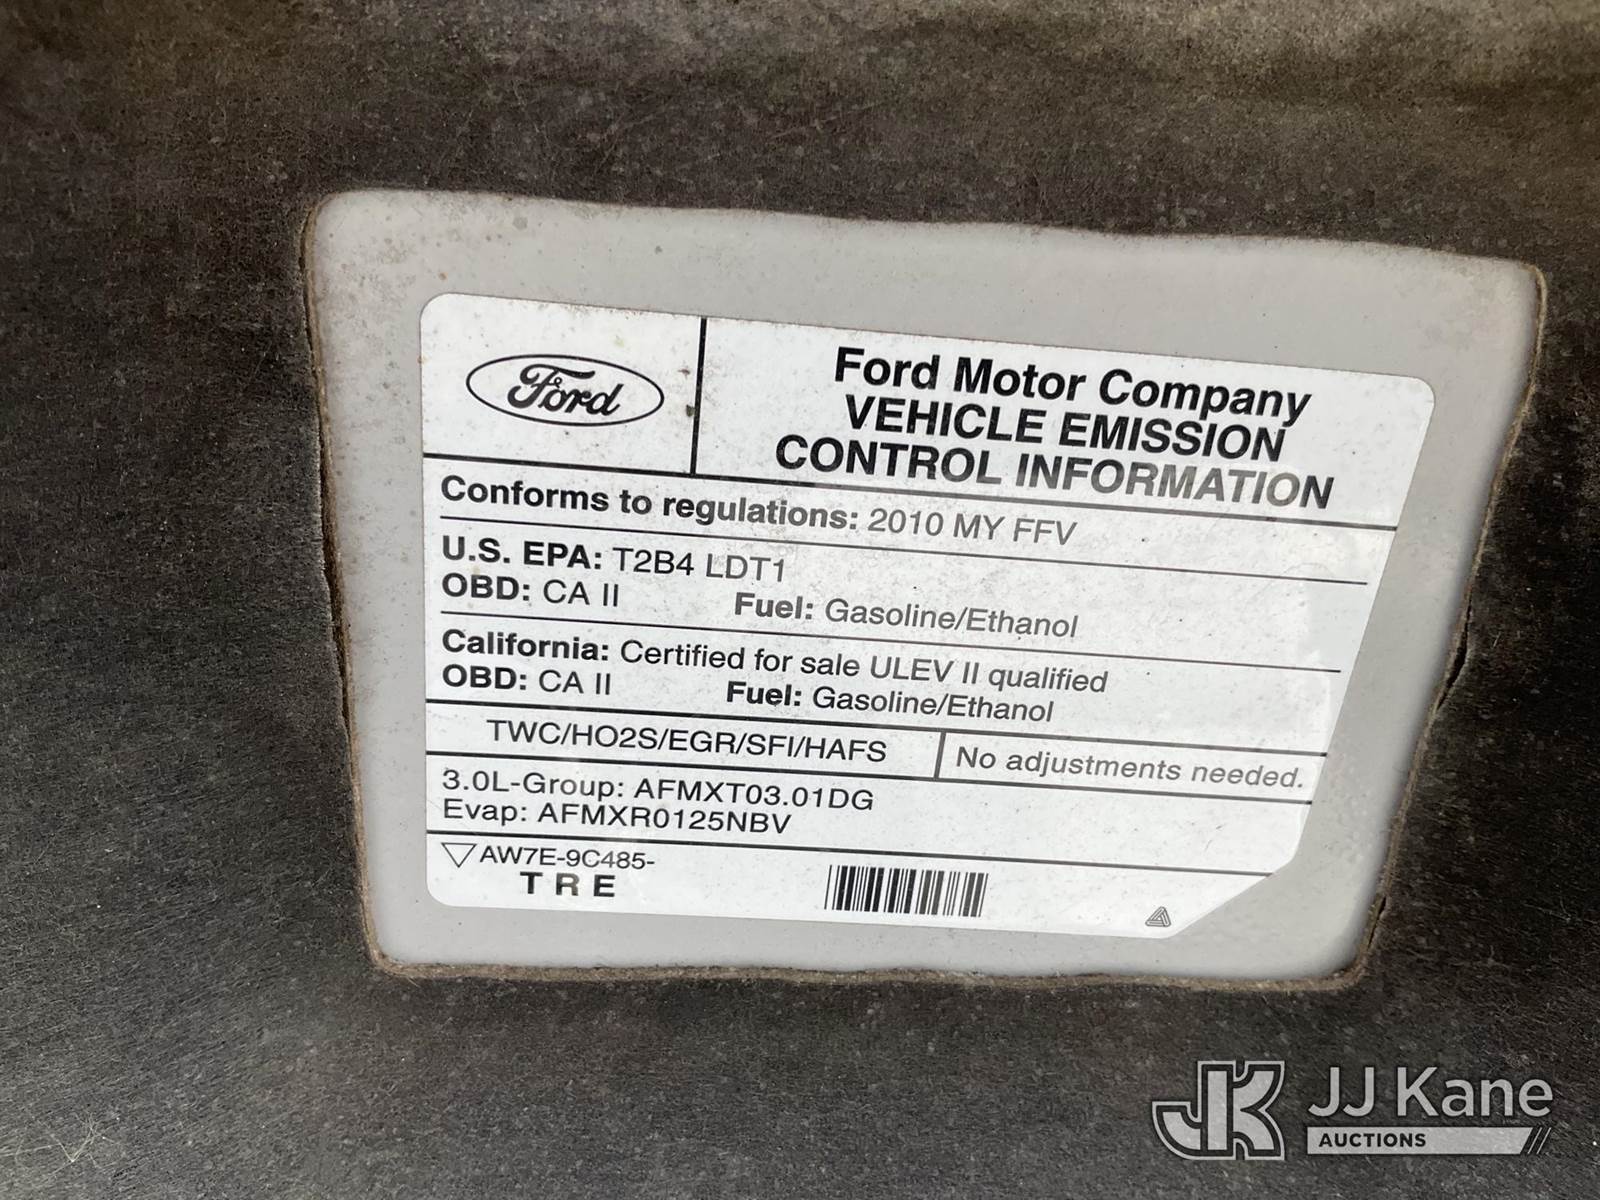 Ford
Ford Motor Company
VEHICLE EMISSION
CONTROL INFORMATION
Conforms to regulations: 2010 MY FFV
U.S. EPA: T2B4 LDT1
OBD: CA II Fuel: Gasoline/Ethanol
California: Certified for sale ULEV II qualified
OBD: CA II Fuel: Gasoline/Ethanol
TWC/HO2S/EGR/SFI/HAFS No adjustments needed.
3.0L-Group: AFMXT03.01DG
Evap: AFMXR0125NBV
AW7E-9C485-
T R E
JK JJ Kane
AUCTIONS